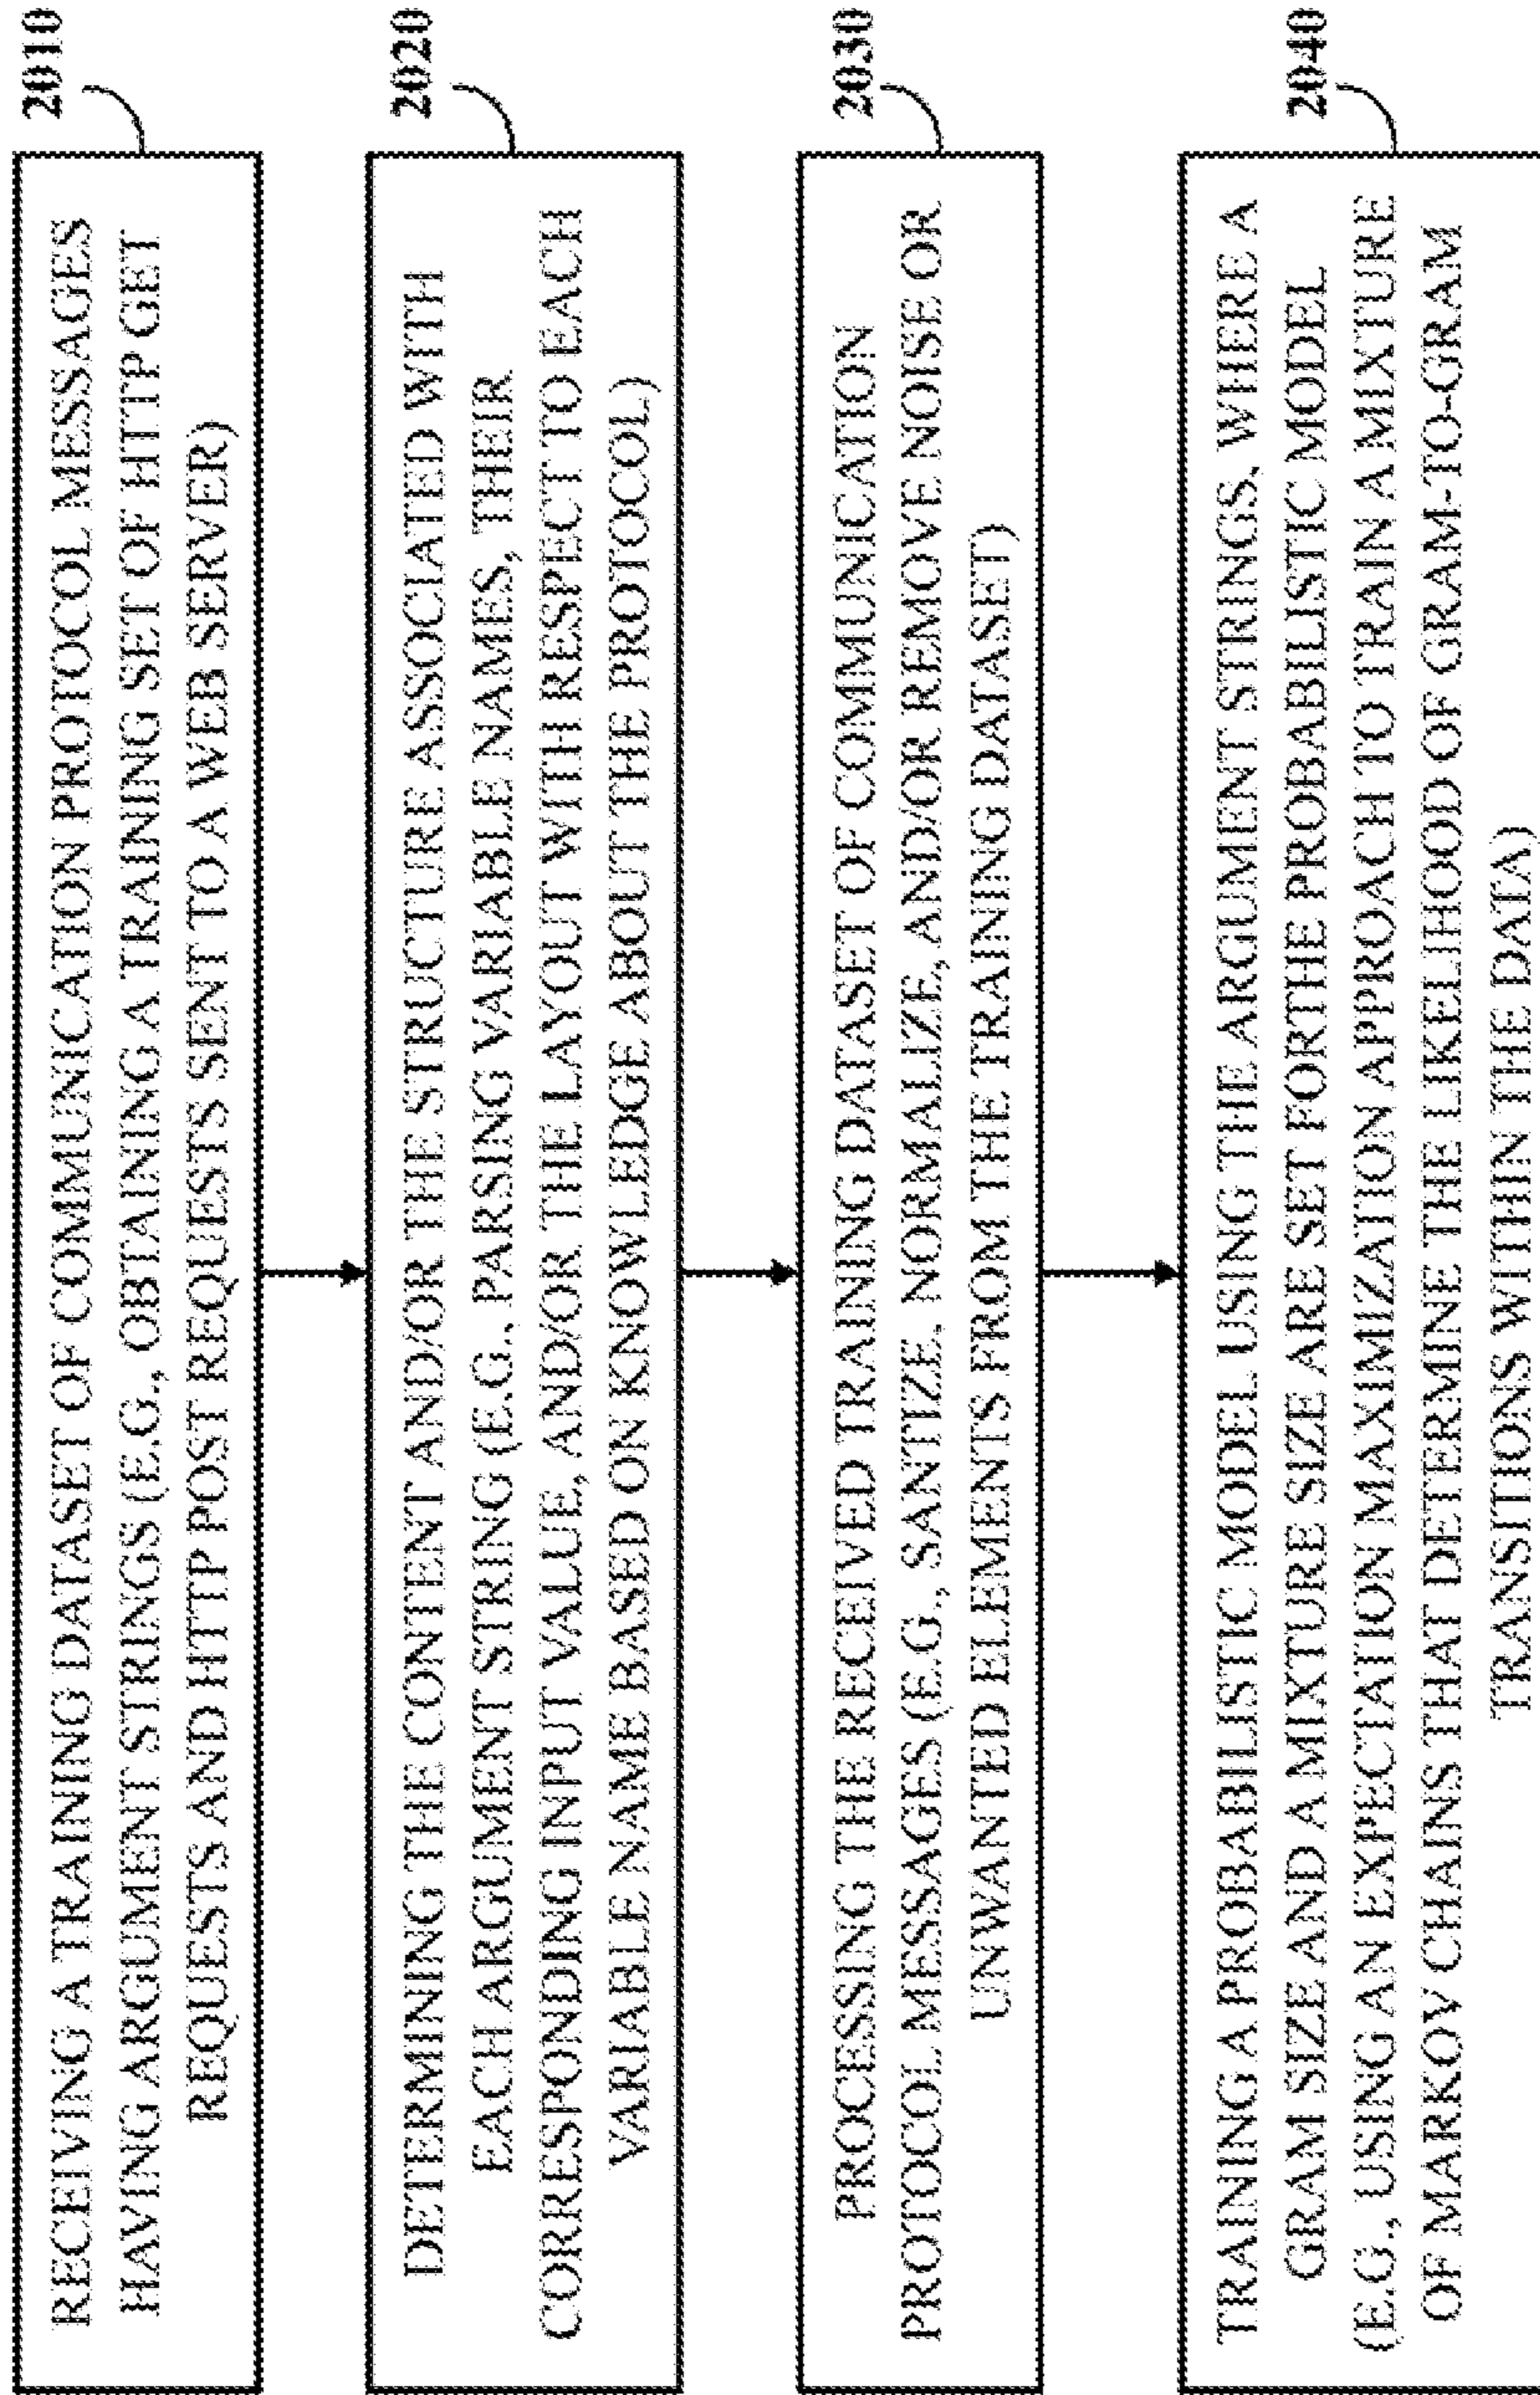 2010
RECEIVING A TRAINING DATASET OF COMMUNICATION PROTOCOL MESSAGES
HAVING ARGUMENT STRINGS (E.G., OBTAINING A TRAINING SET OF HTTP GET
REQUESTS AND HTTP POST REQUESTS SENT TO A WEB SERVER)
2020
DETERMINING THE CONTENT AND/OR THE STRUCTURE ASSOCIATED WITH
EACH ARGUMENT STRING (E.G., PARSING VARIABLE NAMES, THEIR
CORRESPONDING INPUT VALUE, AND/OR THE LAYOUT WITH RESPECT TO EACH
VARIABLE NAME BASED ON KNOWLEDGE ABOUT THE PROTOCOL)
2030
PROCESSING THE RECEIVED TRAINING DATASET OF COMMUNICATION
PROTOCOL MESSAGES (E.G., SANTIZE, NORMALIZE, AND/OR REMOVE NOISE OR
UNWANTED ELEMENTS FROM THE TRAINING DATASET)
2040
TRAINING A PROBABILISTIC MODEL USING THE ARGUMENT STRINGS, WHERE A
GRAM SIZE AND A MIXTURE SIZE ARE SET FORTHE PROBABILISTIC MODEL
(E.G., USING AN EXPECTATION MAXIMIZATION APPROACH TO TRAIN A MIXTURE
OF MARKOV CHAINS THAT DETERMINE THE LIKELIHOOD OF GRAM-TO-GRAM
TRANSITIONS WITHIN THE DATA)